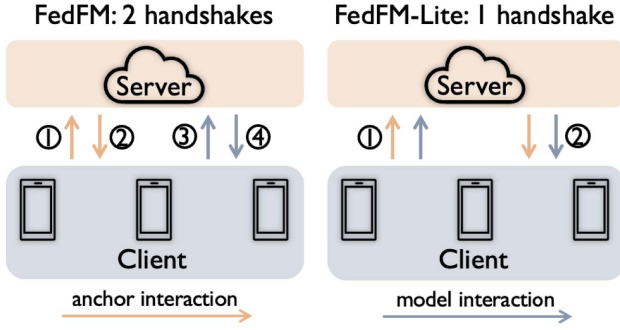 FedFM: 2 handshakes
Server
① ② ③ ④
Client
anchor interaction
FedFM-Lite: 1 handshake
Server
① ②
Client
model interaction